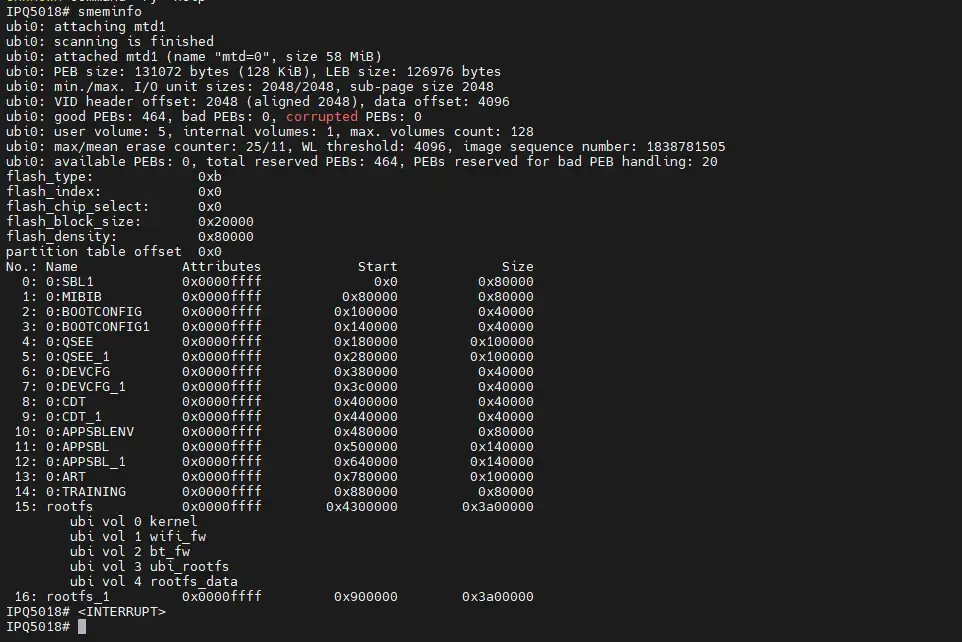 IPQ5018# smeminfo
ubi0: attaching mtd1
ubi0: scanning is finished
ubi0: attached mtd1 (name "mtd=0", size 58 MiB)
ubi0: PEB size: 131072 bytes (128 KiB), LEB size: 126976 bytes
ubi0: min./max. I/O unit sizes: 2048/2048, sub-page size 2048
ubi0: VID header offset: 2048 (aligned 2048), data offset: 4096
ubi0: good PEBs: 464, bad PEBs: 0, corrupted PEBs: 0
ubi0: user volume: 5, internal volumes: 1, max. volumes count: 128
ubi0: max/mean erase counter: 25/11, WL threshold: 4096, image sequence number: 1838781505
ubi0: available PEBs: 0, total reserved PEBs: 464, PEBs reserved for bad PEB handling: 20
flash_type: 0xb
flash_index: 0x0
flash_chip_select: 0x0
flash_block_size: 0x20000
flash_density: 0x80000
partition table offset 0x0
No.: Name Attributes Start Size
0: 0:SBL1 0x0000ffff 0x0 0x80000
1: 0:MIBIB 0x0000ffff 0x80000 0x80000
2: 0:BOOTCONFIG 0x0000ffff 0x100000 0x40000
3: 0:BOOTCONFIG1 0x0000ffff 0x140000 0x40000
4: 0:QSEE 0x0000ffff 0x180000 0x100000
5: 0:QSEE_1 0x0000ffff 0x280000 0x100000
6: 0:DEVCFG 0x0000ffff 0x380000 0x40000
7: 0:DEVCFG_1 0x0000ffff 0x3c0000 0x40000
8: 0:CDT 0x0000ffff 0x400000 0x40000
9: 0:CDT_1 0x0000ffff 0x440000 0x40000
10: 0:APPSBLENV 0x0000ffff 0x480000 0x80000
11: 0:APPSBL 0x0000ffff 0x500000 0x140000
12: 0:APPSBL_1 0x0000ffff 0x640000 0x140000
13: 0:ART 0x0000ffff 0x780000 0x100000
14: 0:TRAINING 0x0000ffff 0x880000 0x80000
15: rootfs 0x0000ffff 0x4300000 0x3a00000
ubi vol 0 kernel
ubi vol 1 wifi_fw
ubi vol 2 bt_fw
ubi vol 3 ubi_rootfs
ubi vol 4 rootfs_data
16: rootfs_1 0x0000ffff 0x900000 0x3a00000
IPQ5018# <INTERRUPT>
IPQ5018#